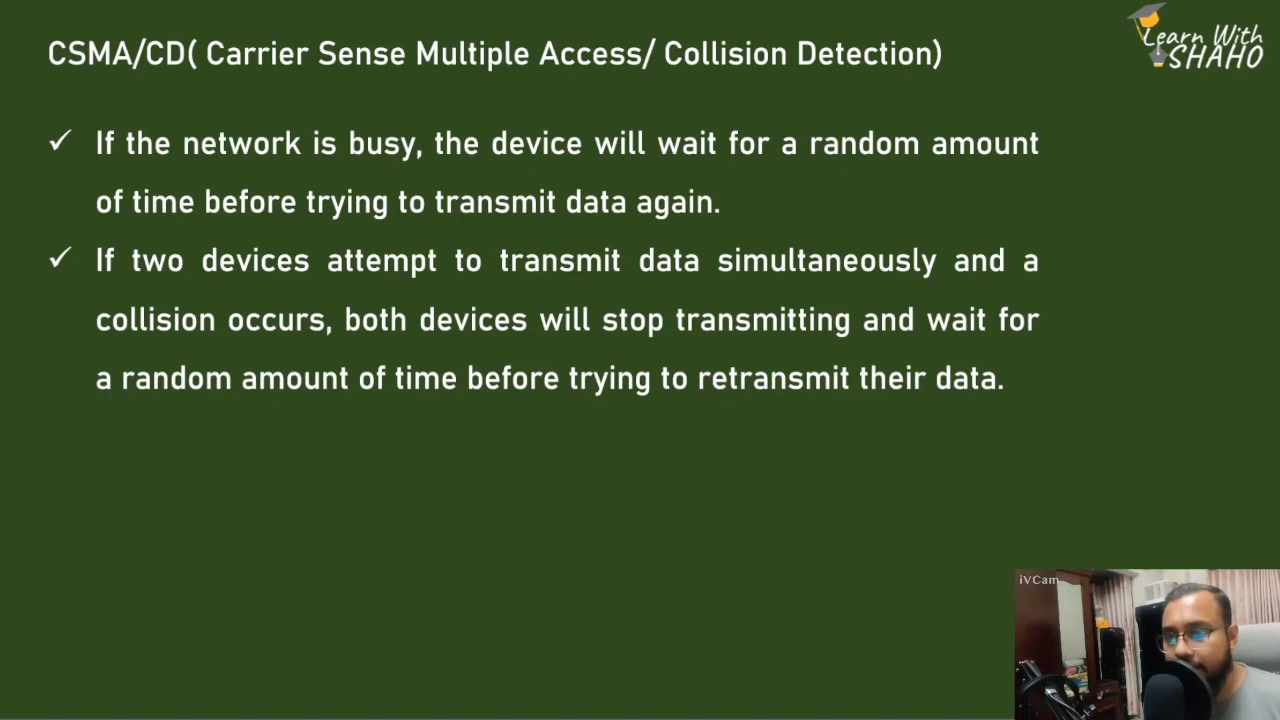 CSMA/CD( Carrier Sense Multiple Access/ Collision Detection)
Learn With
SHAHO
✓ If the network is busy, the device will wait for a random amount
of time before trying to transmit data again.
✓ If two devices attempt to transmit data simultaneously and a
collision occurs, both devices will stop transmitting and wait for
a random amount of time before trying to retransmit their data.
iVCam